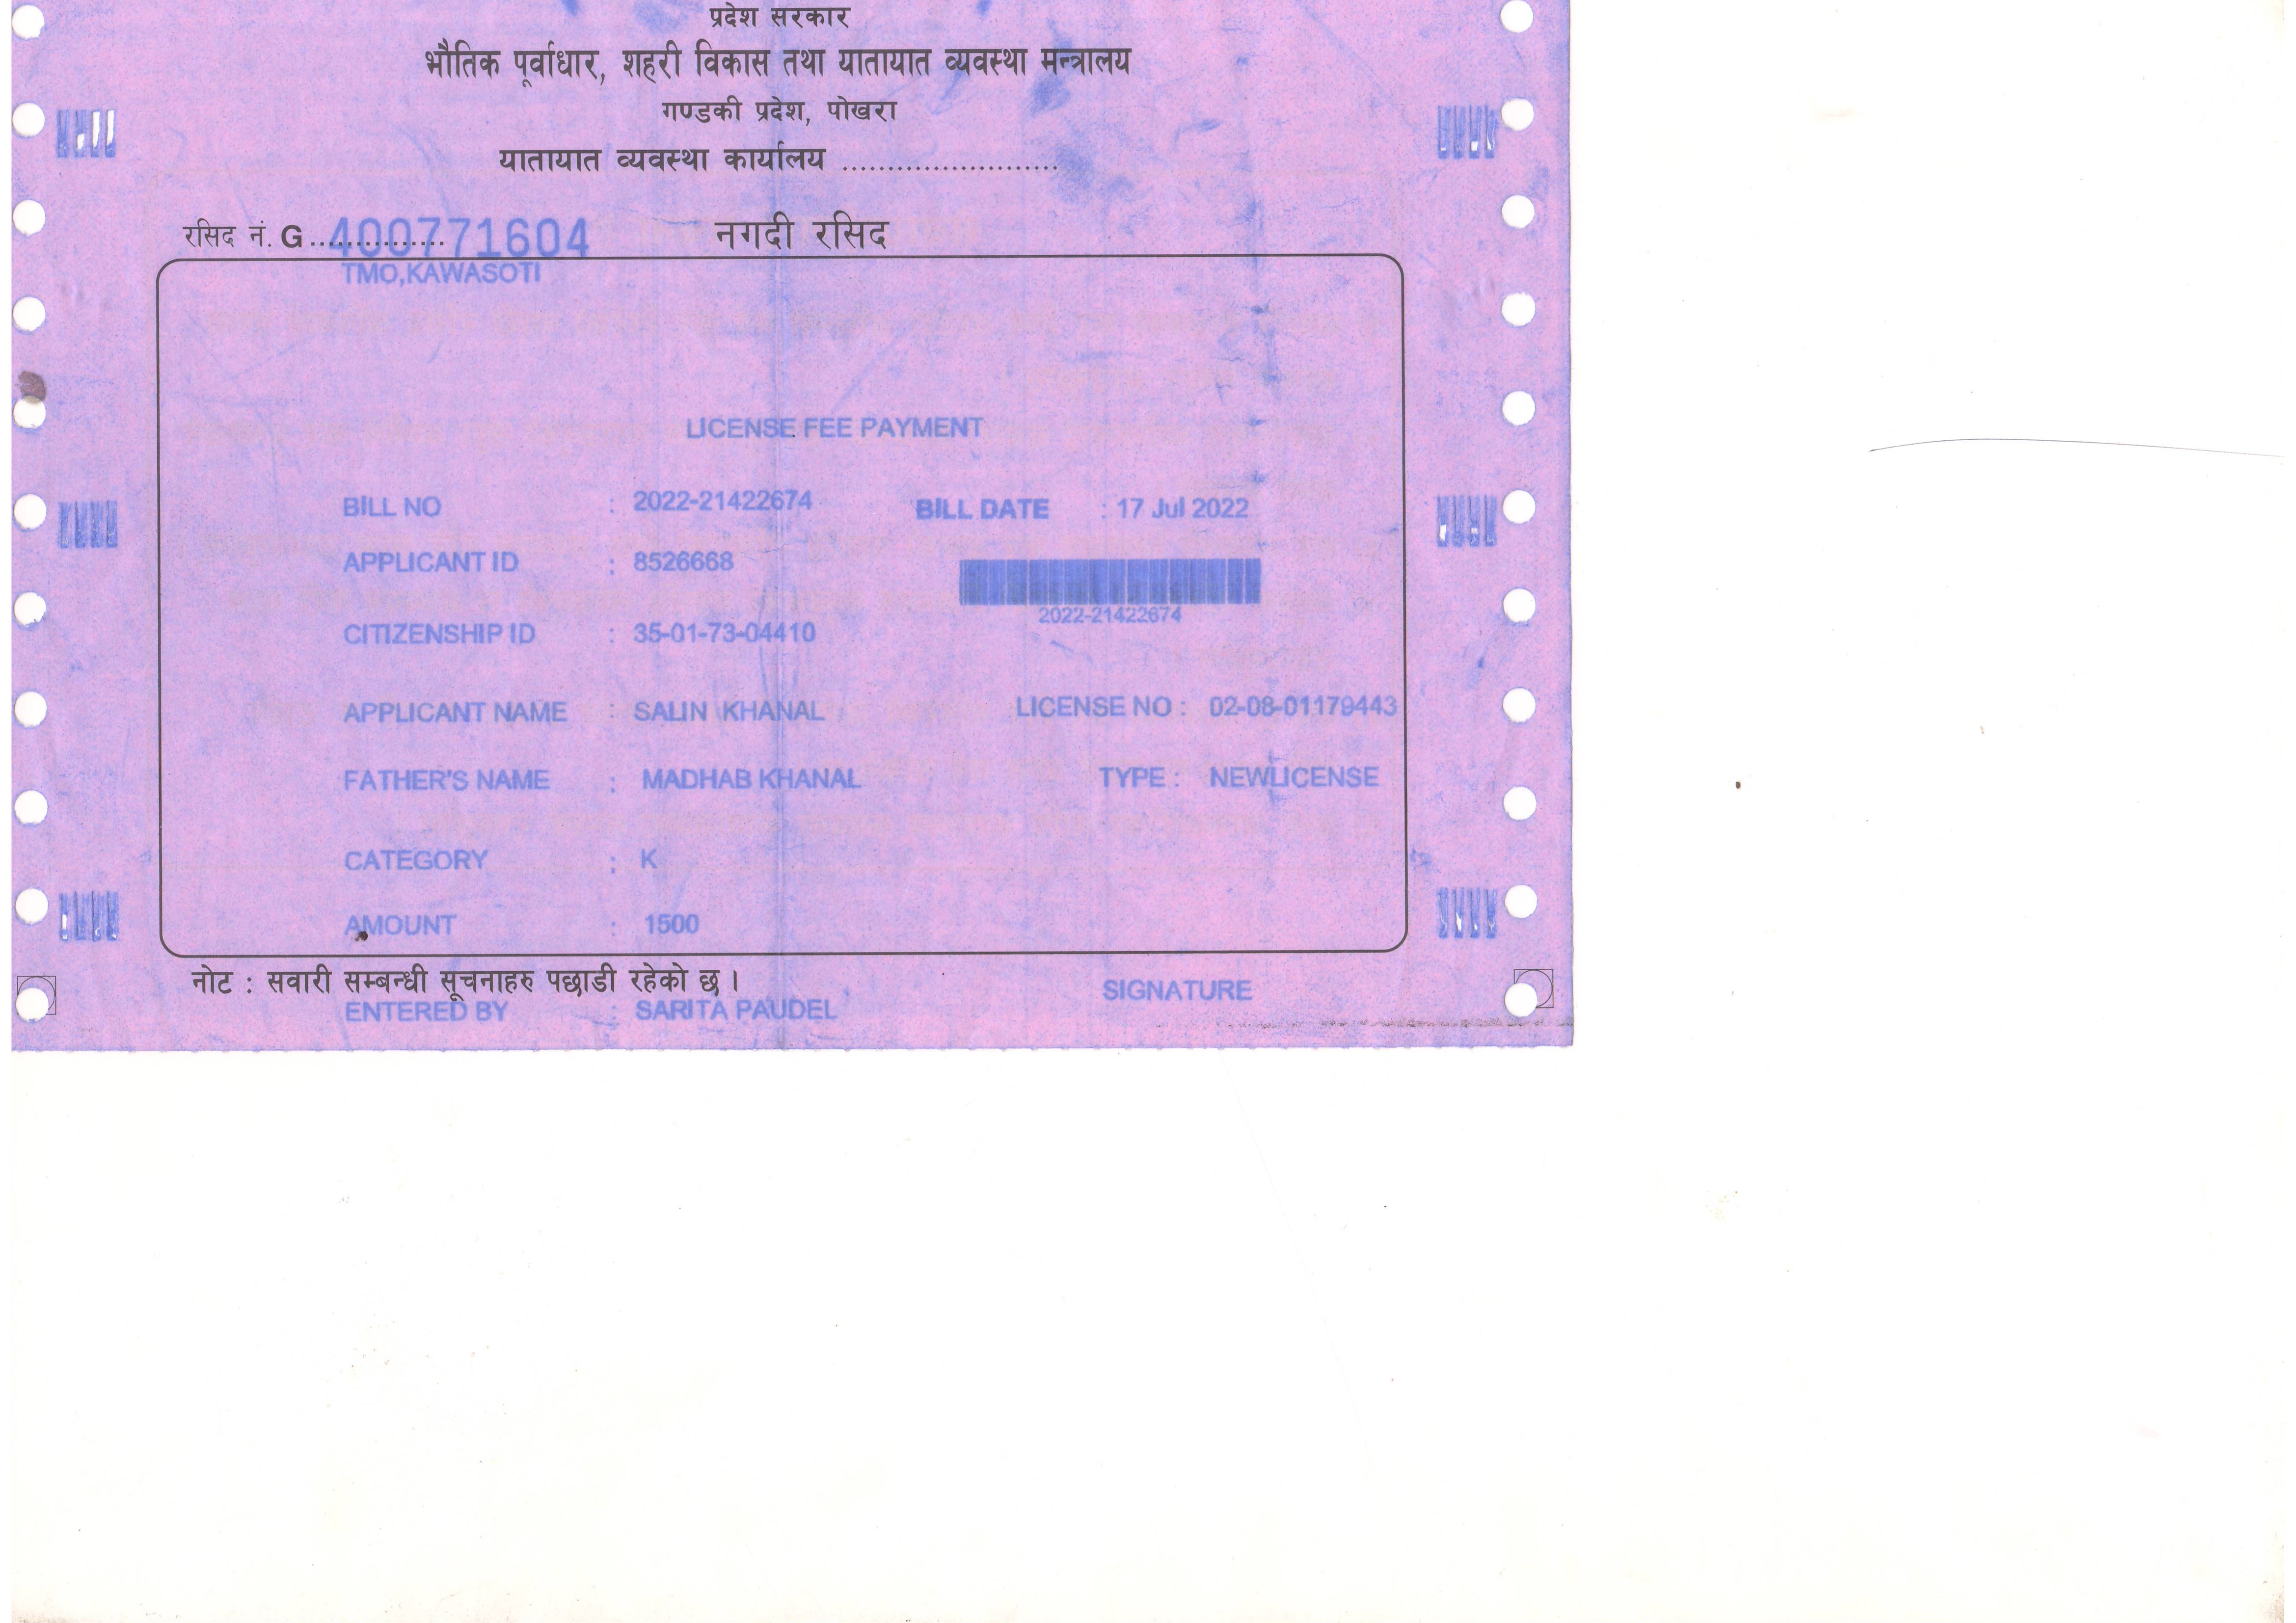 प्रदेश सरकार
भौतिक पूर्वाधार, शहरी विकास तथा यातायात व्यवस्था मन्त्रालय
गण्डकी प्रदेश, पोखरा
यातायात व्यवस्था कार्यालय ........................
रसिद नं. G ............... 400771604 नगदी रसिद
TMO,KAWASOTI
LICENSE FEE PAYMENT
BILL NO : 2022-21422674 BILL DATE : 17 Jul 2022
APPLICANT ID : 8526668
2022-21422674
CITIZENSHIP ID : 35-01-73-04410
APPLICANT NAME : SALIN KHANAL LICENSE NO : 02-08-01179443
FATHER'S NAME : MADHAB KHANAL TYPE : NEWLICENSE
CATEGORY : K
AMOUNT : 1500
नोट : सवारी सम्बन्धी सूचनाहरु पछाडी रहेको छ ।
SIGNATURE
ENTERED BY : SARITA PAUDEL